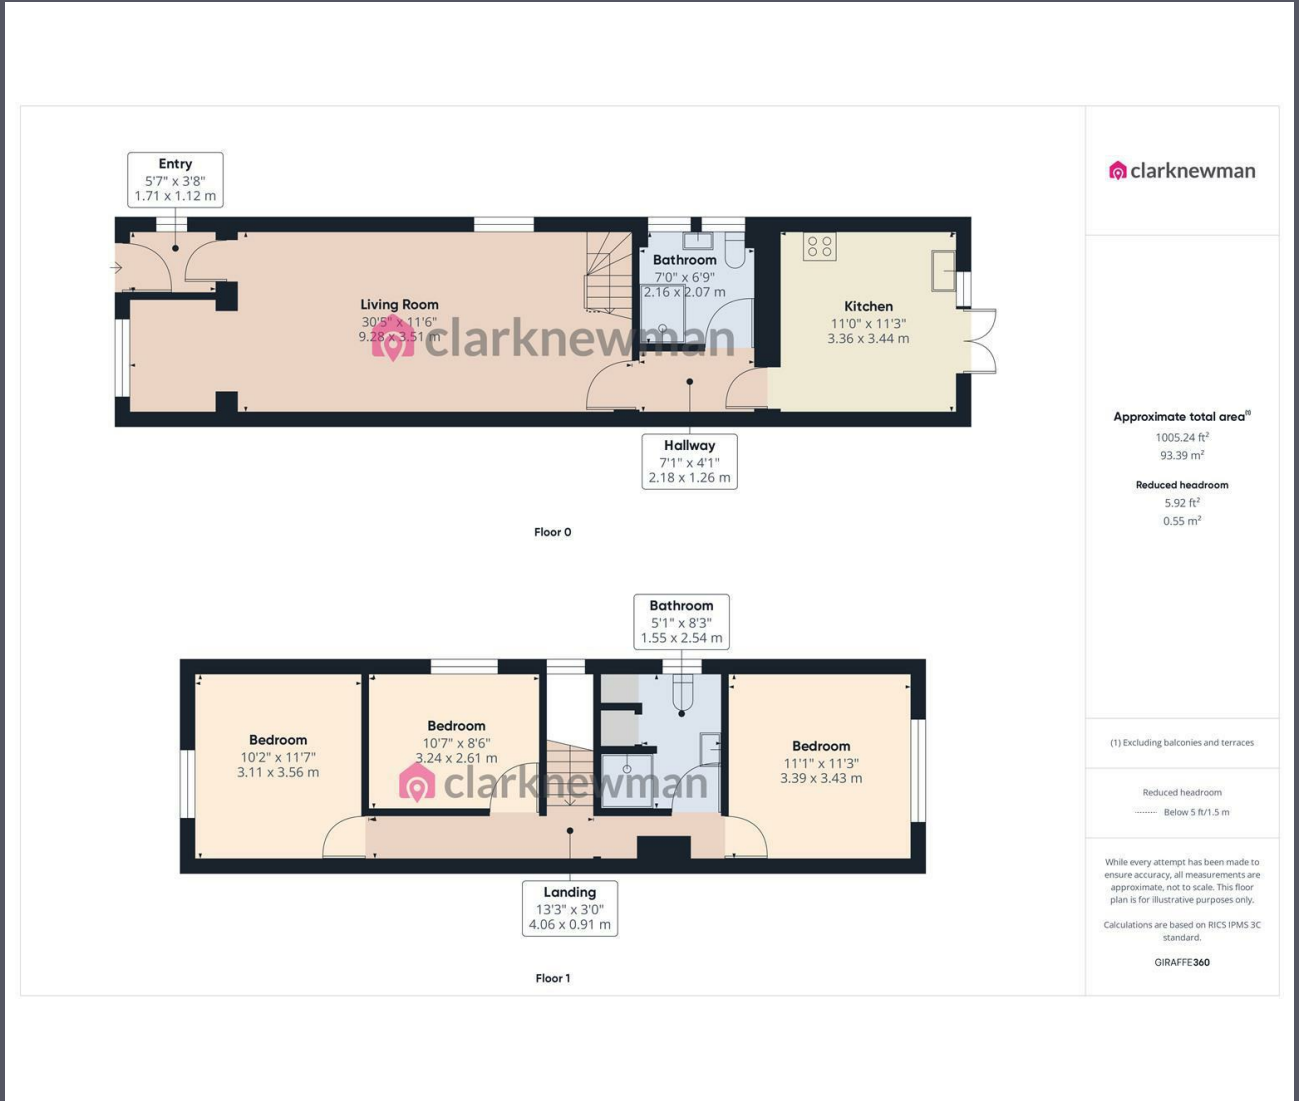 Entry
5'7" x 3'8"
1.71 x 1.12 m
Living Room
30'5" x 11'6"
9.28 x 3.51 m
Bathroom
7'0" x 6'9"
2.16 x 2.07 m
Kitchen
11'0" x 11'3"
3.36 x 3.44 m
clarknewman
Hallway
7'1" x 4'1"
2.18 x 1.26 m
Floor 0
Bathroom
5'1" x 8'3"
1.55 x 2.54 m
Bedroom
10'2" x 11'7"
3.11 x 3.56 m
Bedroom
10'7" x 8'6"
3.24 x 2.61 m
Bedroom
11'1" x 11'3"
3.39 x 3.43 m
clarknewman
Landing
13'3" x 3'0"
4.06 x 0.91 m
Floor 1
clarknewman
Approximate total area⁽¹⁾
1005.24 ft²
93.39 m²
Reduced headroom
5.92 ft²
0.55 m²
(1) Excluding balconies and terraces
Reduced headroom
Below 5 ft/1.5 m
While every attempt has been made to
ensure accuracy, all measurements are
approximate, not to scale. This floor
plan is for illustrative purposes only.
Calculations are based on RICS IPMS 3C
standard.
GIRAFFE360